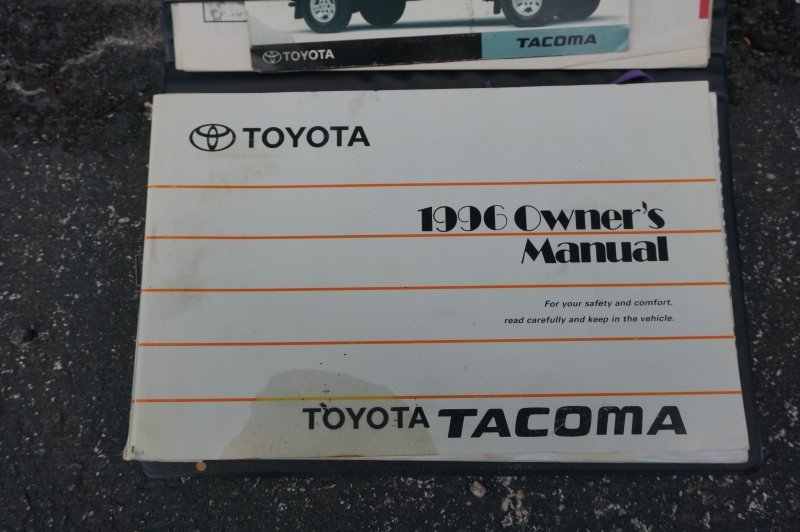 TOYOTA
TACOMA
TOYOTA
1996 Owner's
Manual
For your safety and comfort,
read carefully and keep in the vehicle.
TOYOTA TACOMA